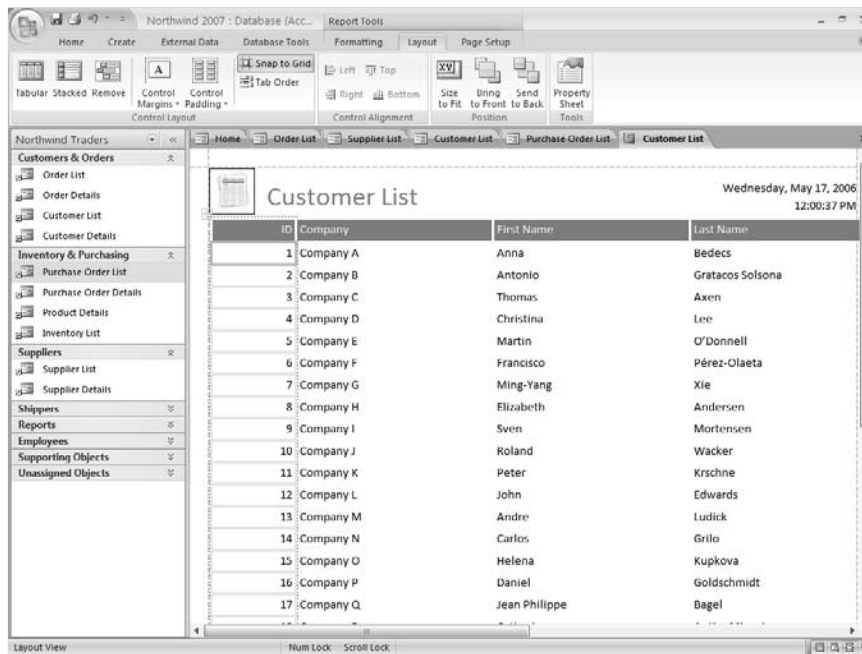 Northwind 2007 : Database (Acc...
Report Tools
Home Create External Data Database Tools Formatting Layout Page Setup
Tabular Stacked Remove
Control Margins
Control Padding
Snap to Grid
Tab Order
Left Top
Right Bottom
Size to Fit
Bring to Front
Send to Back
Property Sheet
Control Layout Control Alignment Position Tools
Northwind Traders
Customers & Orders
Order List
Order Details
Customer List
Customer Details
Inventory & Purchasing
Purchase Order List
Purchase Order Details
Product Details
Inventory List
Suppliers
Supplier List
Supplier Details
Shippers
Reports
Employees
Supporting Objects
Unassigned Objects
Home Order List Supplier List Customer List Purchase Order List Customer List
Customer List
Wednesday, May 17, 2006
12:00:37 PM
ID Company First Name Last Name
1 Company A Anna Bedecs
2 Company B Antonio Gratacos Solsona
3 Company C Thomas Axen
4 Company D Christina Lee
5 Company E Martin O'Donnell
6 Company F Francisco Pérez-Olaeta
7 Company G Ming-Yang Xie
8 Company H Elizabeth Andersen
9 Company I Sven Mortensen
10 Company J Roland Wacker
11 Company K Peter Krschne
12 Company L John Edwards
13 Company M Andre Ludick
14 Company N Carlos Grilo
15 Company O Helena Kupkova
16 Company P Daniel Goldschmidt
17 Company Q Jean Philippe Bagel
Layout View Num Lock Scroll Lock